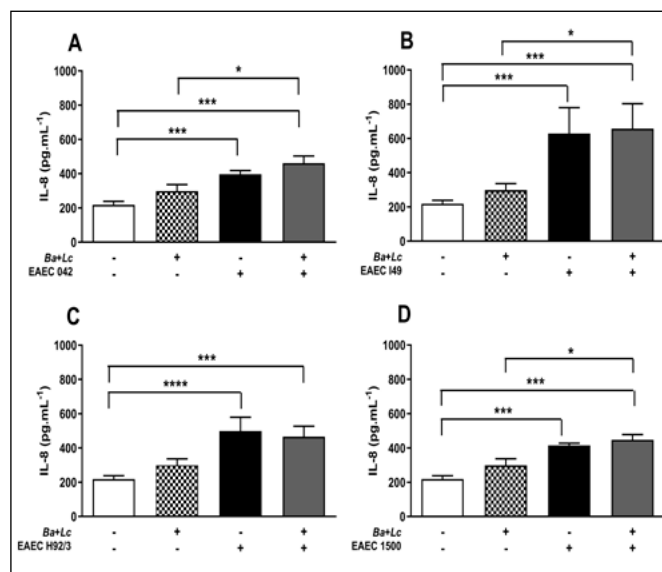 A
1000
800
600
400
200
0
IL-8 (pg.mL⁻¹)
*
***
***
Ba+Lc - + - +
EAEC 042 - - + +
B
1000
800
600
400
200
0
IL-8 (pg.mL⁻¹)
*
***
***
Ba+Lc - + - +
EAEC I49 - - + +
C
1000
800
600
400
200
0
IL-8 (pg.mL⁻¹)
***
****
Ba+Lc - + - +
EAEC H92/3 - - + +
D
1000
800
600
400
200
0
IL-8 (pg.mL⁻¹)
*
***
***
Ba+Lc - + - +
EAEC 1500 - - + +